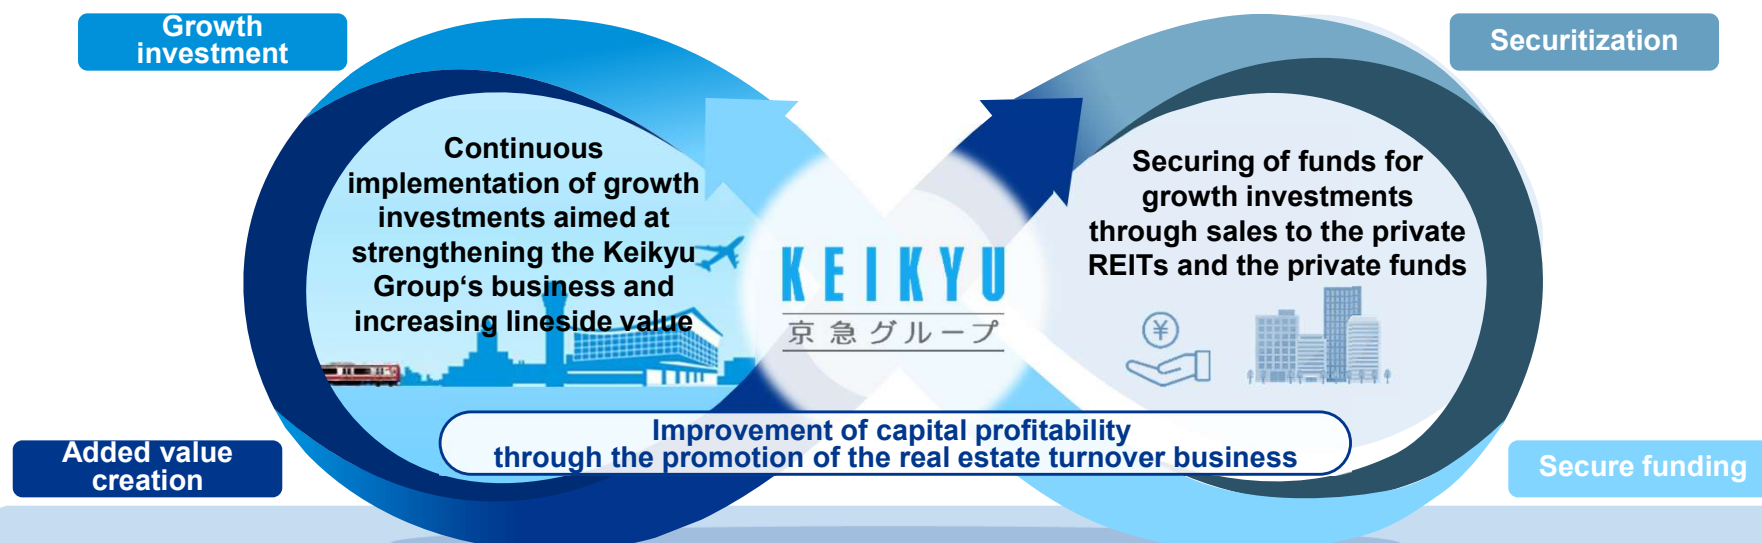 Growth
investment
Securitization
Continuous
implementation of growth
investments aimed at
strengthening the Keikyu
Group‘s business and
increasing lineside value
KEIKYU
京急グループ
Securing of funds for
growth investments
through sales to the private
REITs and the private funds
¥
Improvement of capital profitability
through the promotion of the real estate turnover business
Added value
creation
Secure funding